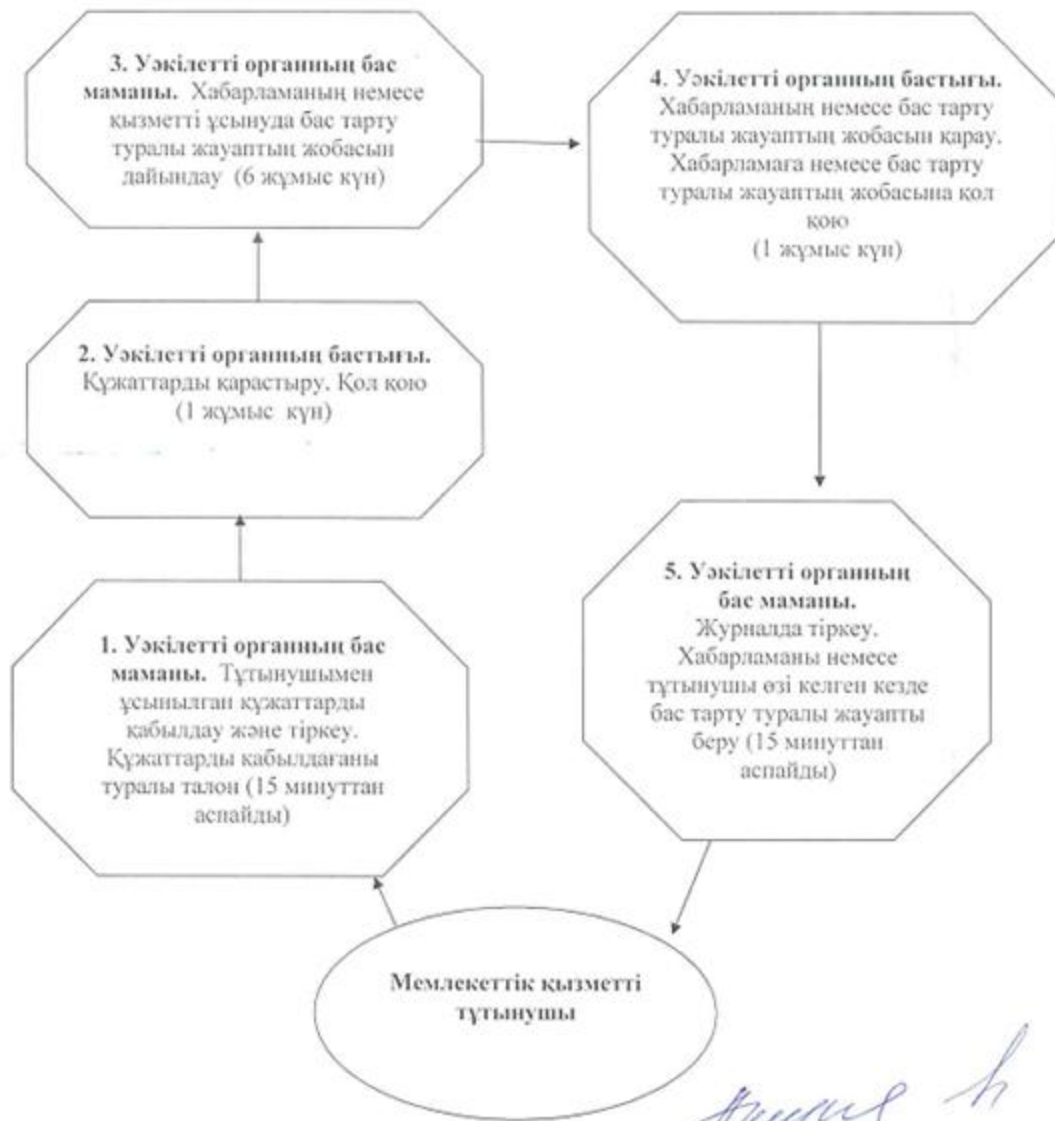 3. Уәкілетті органның бас
маманы. Хабарламаның немесе
қызметті ұсынуда бас тарту
туралы жауаптың жобасын
дайындау (6 жұмыс күн)
4. Уәкілетті органның бастығы.
Хабарламаның немесе бас тарту
туралы жауаптың жобасын қарау.
Хабарламаға немесе бас тарту
туралы жауаптың жобасына қол
қою
(1 жұмыс күн)
2. Уәкілетті органның бастығы.
Құжаттарды қарастыру. Қол қою
(1 жұмыс күн)
1. Уәкілетті органның бас
маманы. Тұтынушымен
ұсынылған құжаттарды
қабылдау және тіркеу.
Құжаттарды қабылдағаны
туралы талон (15 минуттан
аспайды)
5. Уәкілетті органның
бас маманы.
Журналда тіркеу.
Хабарламаны немесе
тұтынушы өзі келген кезде
бас тарту туралы жауапты
беру (15 минуттан
аспайды)
Мемлекеттік қызметті
тұтынушы